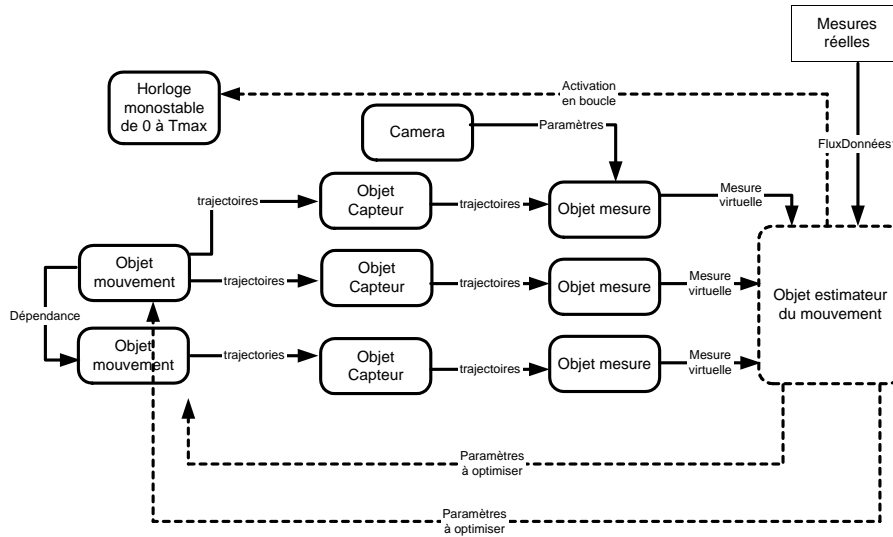 Mesures
réelles
Activation
en boucle
Horloge
monostable
de 0 à Tmax
Camera
Paramètres
FluxDonnées
trajectoires
Objet
Capteur
trajectoires
Objet mesure
Mesure
virtuelle
Objet
mouvement
trajectoires
Objet
Capteur
trajectoires
Objet mesure
Mesure
virtuelle
Objet estimateur
du mouvement
Dépendance
Objet
mouvement
trajectories
Objet
Capteur
trajectoires
Objet mesure
Mesure
virtuelle
Paramètres
à optimiser
Paramètres
à optimiser